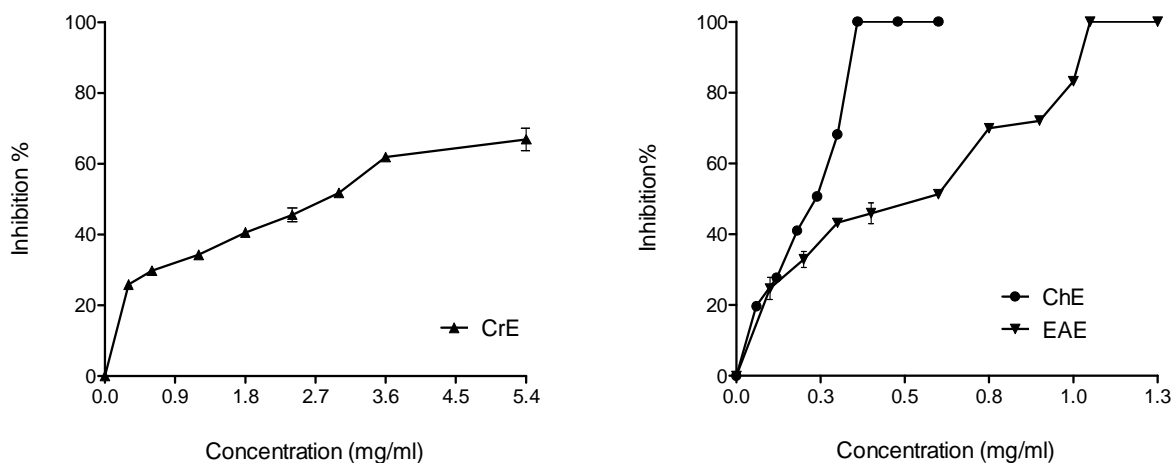 100
80
60
40
20
0
Inhibition %
0.0 0.9 1.8 2.7 3.6 4.5 5.4
Concentration (mg/ml)
CrE
100
80
60
40
20
0
Inhibition%
0.0 0.3 0.5 0.8 1.0 1.3
Concentration (mg/ml)
ChE
EAE